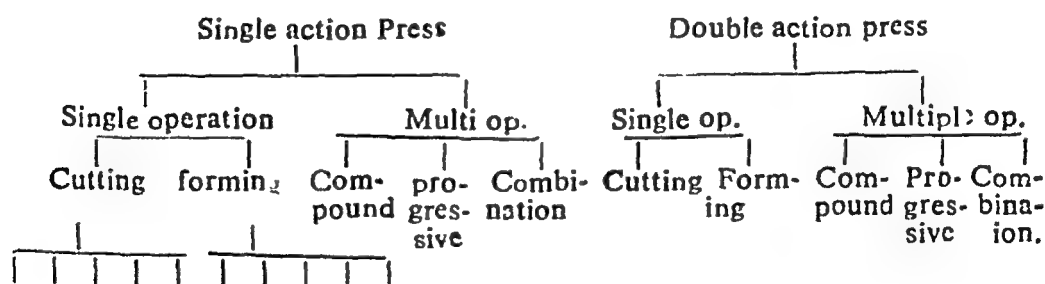 Single action Press Double action press
Single operation Multi op. Single op. Multiple op.
Cutting forming Com- pro- Combi- Cutting Form- Com- Pro- Com-
pound gres- nation ing pound gres- bina-
sive sive ion.